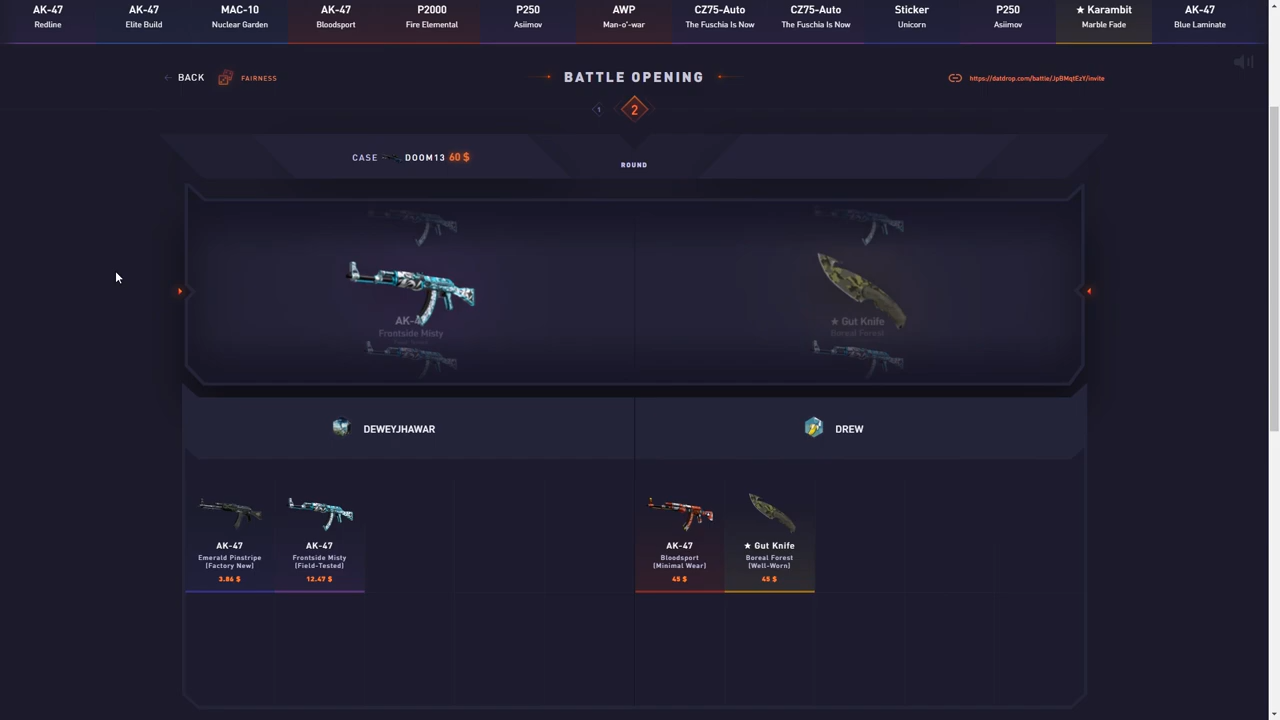 AK-47 AK-47 MAC-10 AK-47 P2000 P250 AWP CZ75-Auto CZ75-Auto Sticker P250 ★ Karambit AK-47
Redline Elite Build Nuclear Garden Bloodsport Fire Elemental Asiimov Man-o'-war The Fuschia Is Now The Fuschia Is Now Unicorn Asiimov Marble Fade Blue Laminate
← BACK FAIRNESS BATTLE OPENING https://datdrop.com/battle/JpBMqtEzY/invite
1 2
CASE DOOM13 60 $
ROUND
AK-47 ★ Gut Knife
Frontside Misty Boreal Forest
DEWEYJHAWAR DREW
AK-47 AK-47 AK-47 ★ Gut Knife
Emerald Pinstripe Frontside Misty Bloodsport Boreal Forest
(Factory New) (Field-Tested) (Minimal Wear) (Well-Worn)
3.86 $ 12.47 $ 45 $ 45 $